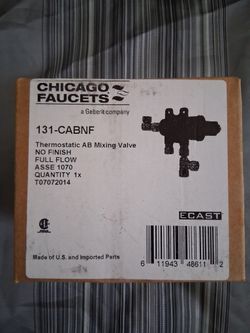 CHICAGO
FAUCETS
a Geberit company
131-CABNF
Thermostatic AB Mixing Valve
NO FINISH
FULL FLOW
ASSE 1070
QUANTITY 1x
T07072014
ECAST
Made of U.S. and Imported Parts
6 11943 48611 2